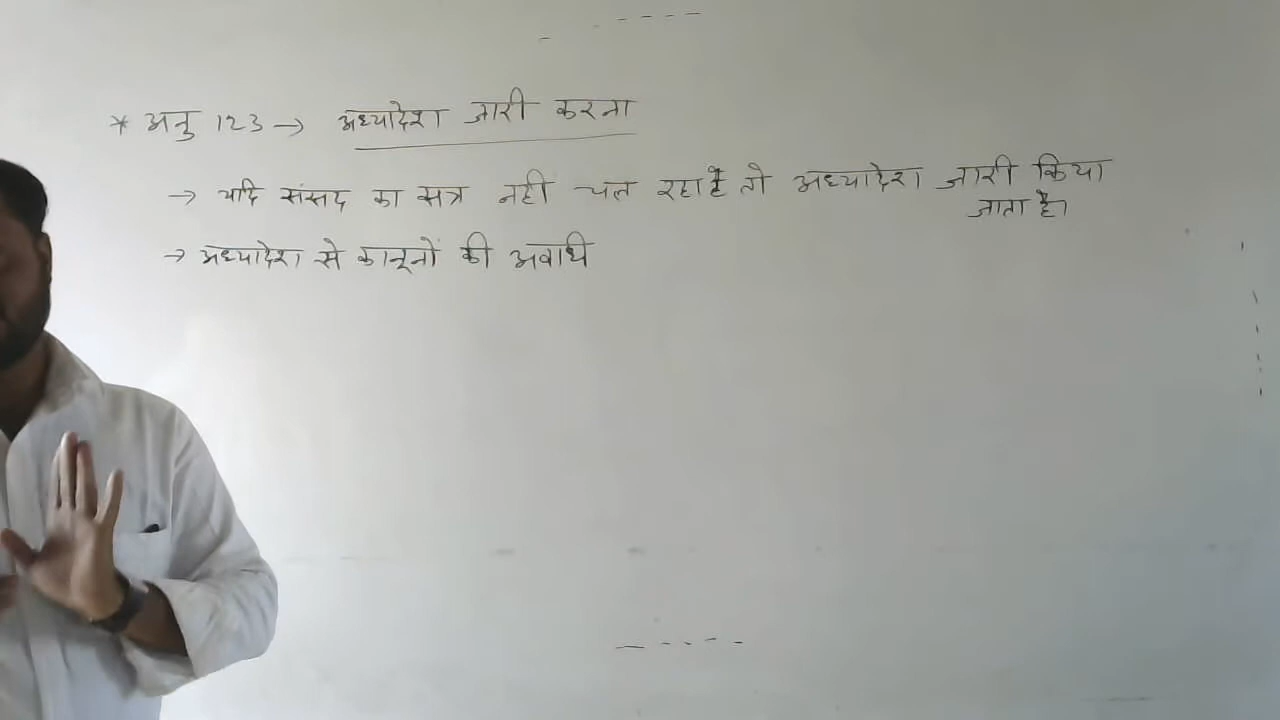 * अनु 123 → अध्यादेश जारी करना
→ यदि संसद का सत्र नही चल रहा है तो अध्यादेश जारी किया
जाता है।
→ अध्यादेश से कानूनों की अवधि